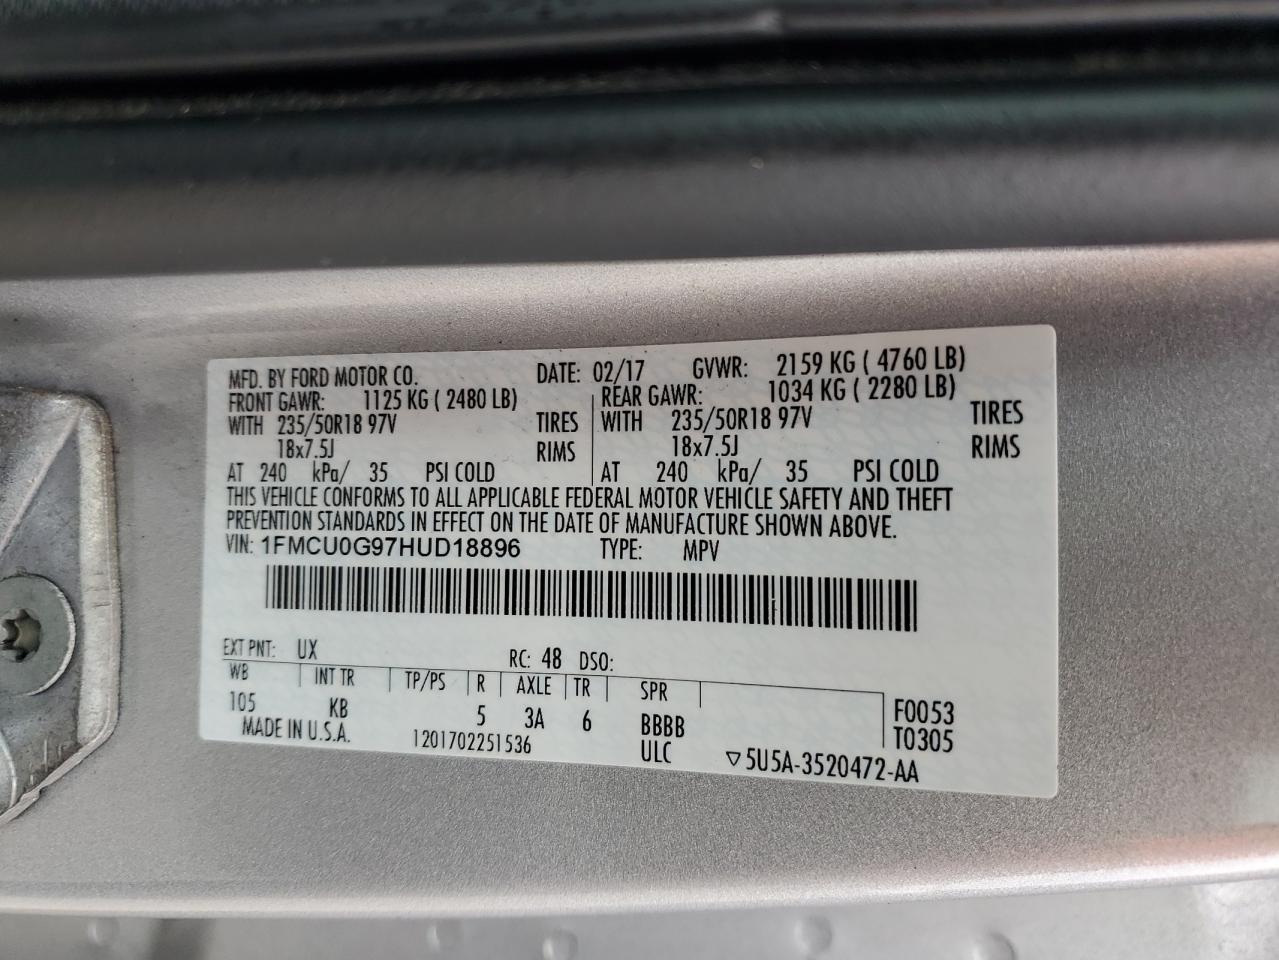 MFD. BY FORD MOTOR CO. DATE: 02/17 GVWR: 2159 KG ( 4760 LB)
FRONT GAWR: 1125 KG ( 2480 LB) REAR GAWR: 1034 KG ( 2280 LB)
WITH 235/50R18 97V TIRES WITH 235/50R18 97V TIRES
18x7.5J RIMS 18x7.5J RIMS
AT 240 kPa/ 35 PSI COLD AT 240 kPa/ 35 PSI COLD
THIS VEHICLE CONFORMS TO ALL APPLICABLE FEDERAL MOTOR VEHICLE SAFETY AND THEFT
PREVENTION STANDARDS IN EFFECT ON THE DATE OF MANUFACTURE SHOWN ABOVE.
VIN: 1FMCU0G97HUD18896 TYPE: MPV
EXT PNT: UX RC: 48 DSO:
WB INT TR TP/PS R AXLE TR SPR
105 KB 5 3A 6 BBBB F0053
MADE IN U.S.A. 1201702251536 ULC ▽5U5A-3520472-AA T0305